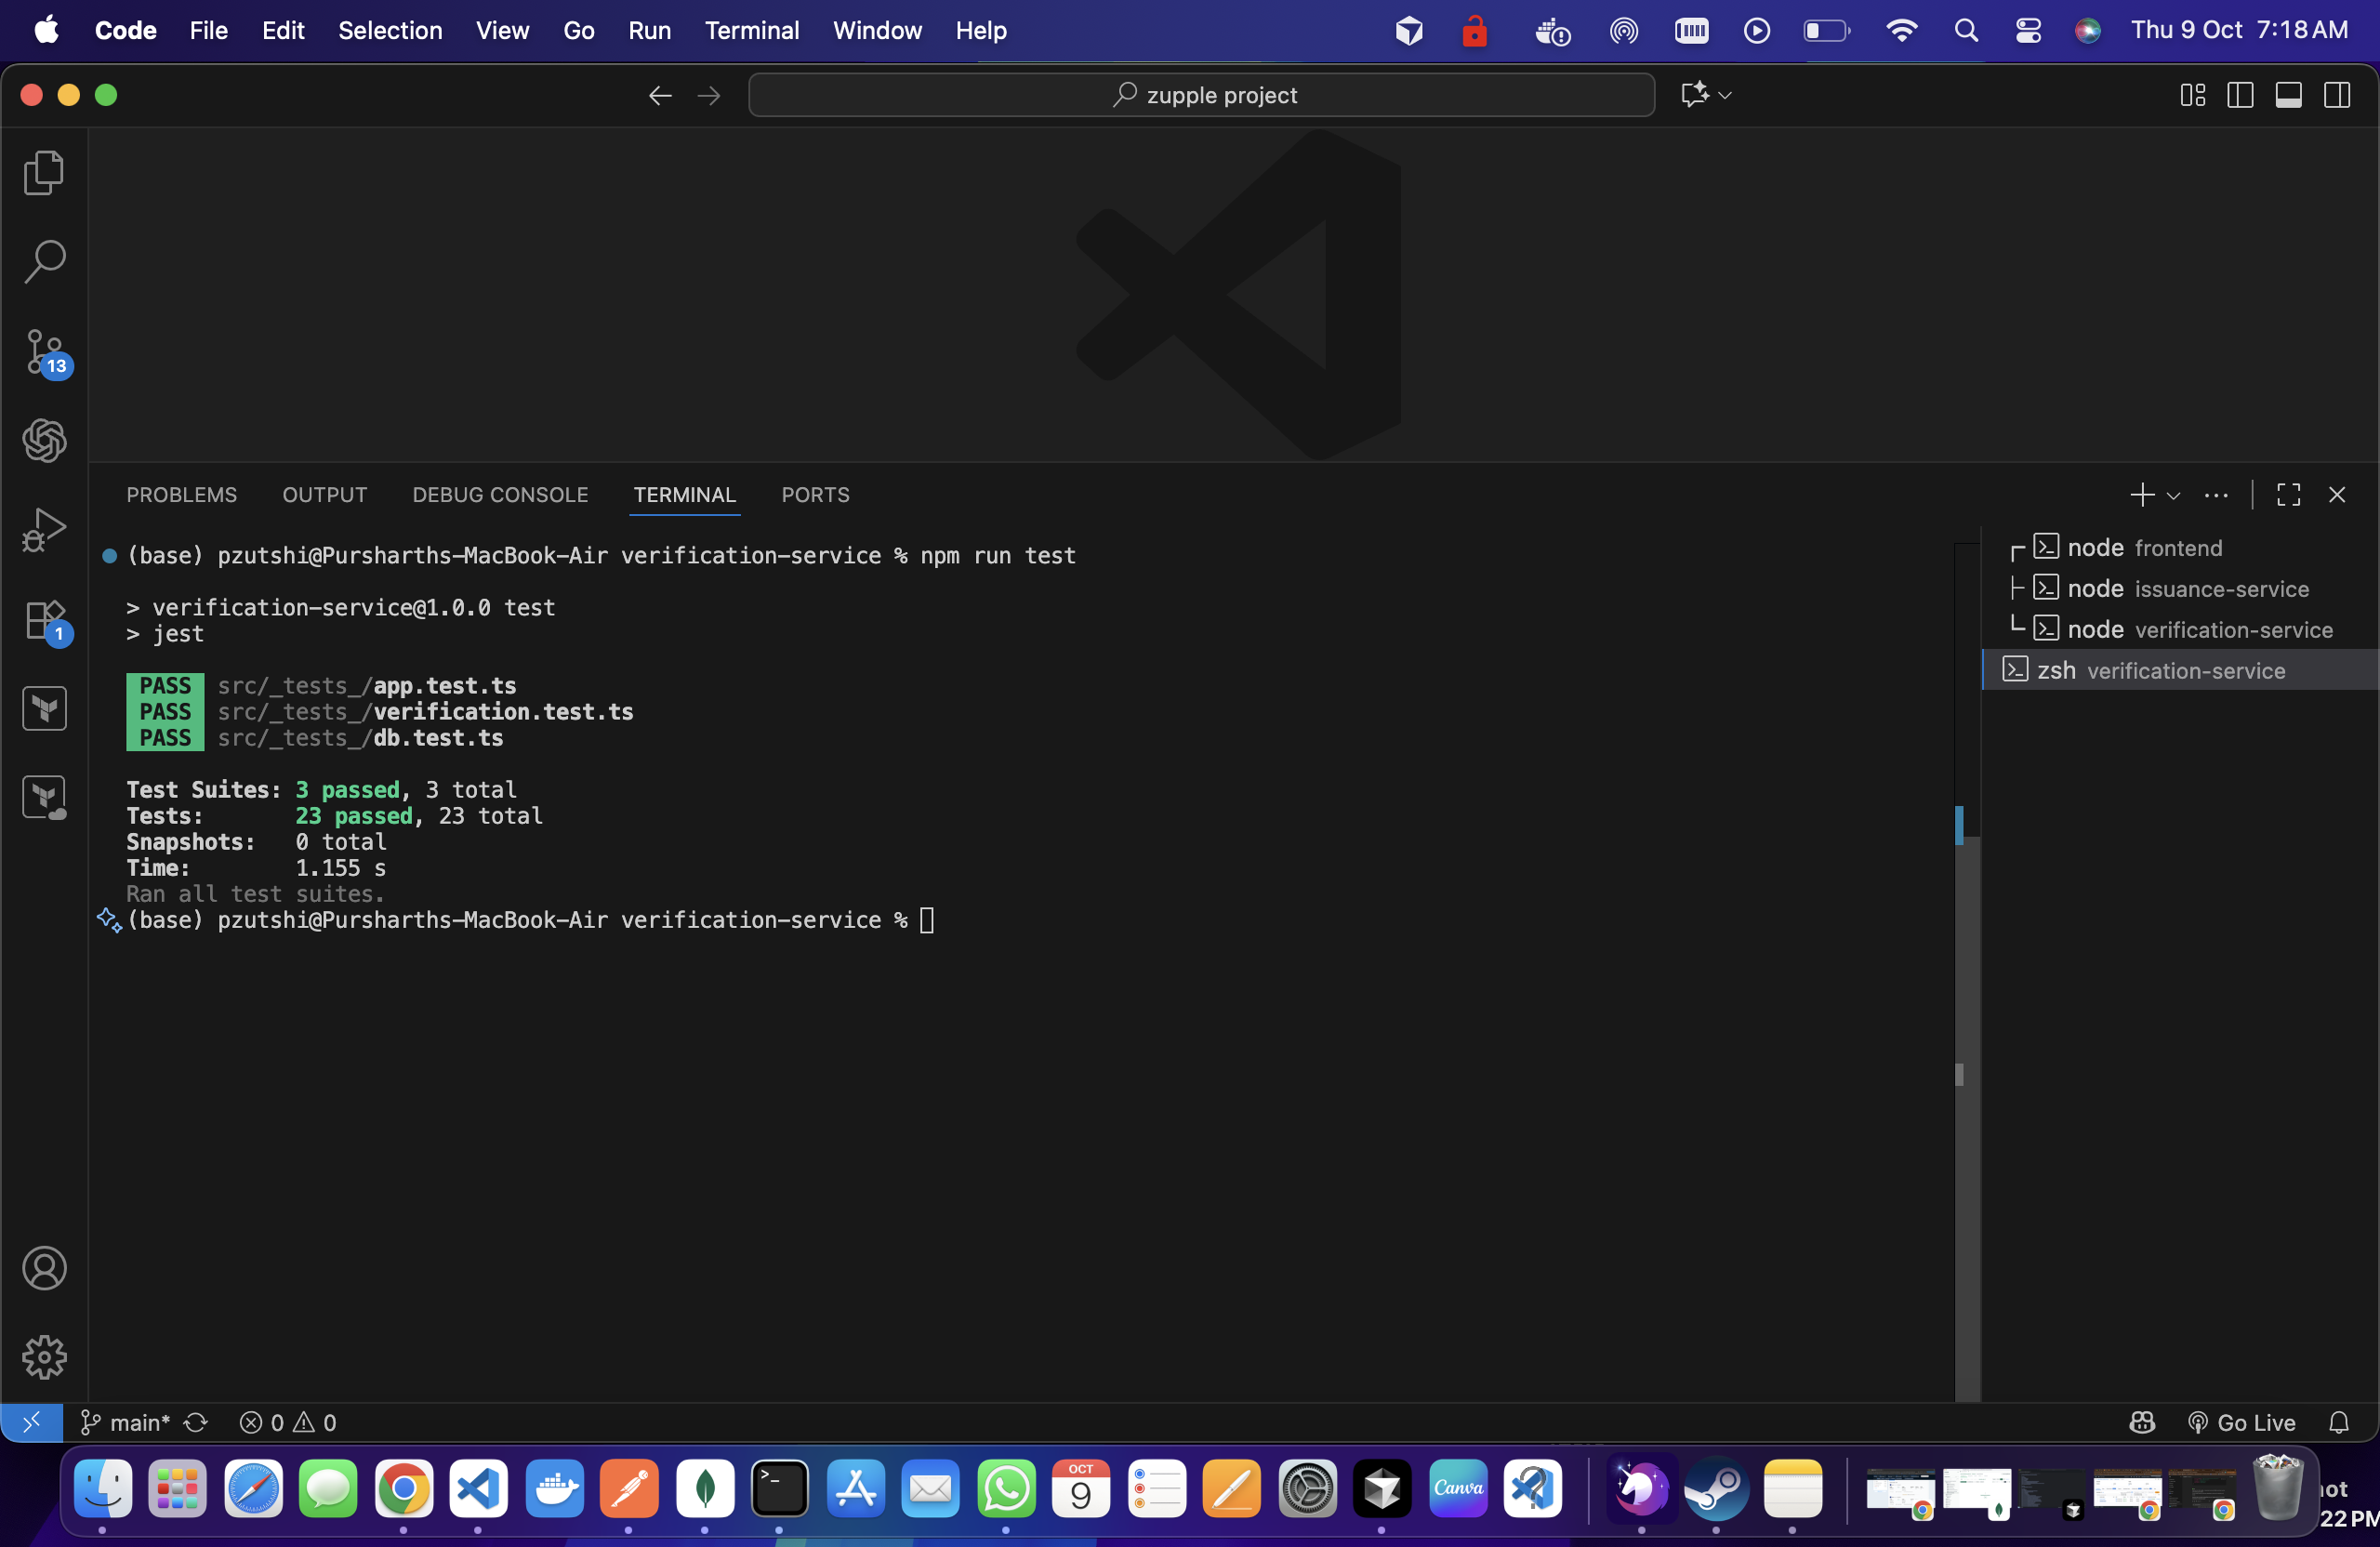 Code File Edit Selection View Go Run Terminal Window Help Thu 9 Oct 7:18 AM
zupple project
13
1
PROBLEMS OUTPUT DEBUG CONSOLE TERMINAL PORTS
(base) pzutshi@Pursharths-MacBook-Air verification-service % npm run test
> verification-service@1.0.0 test
> jest
PASS src/_tests_/app.test.ts
PASS src/_tests_/verification.test.ts
PASS src/_tests_/db.test.ts
Test Suites: 3 passed, 3 total
Tests: 23 passed, 23 total
Snapshots: 0 total
Time: 1.155 s
Ran all test suites.
(base) pzutshi@Pursharths-MacBook-Air verification-service %
node frontend
node issuance-service
node verification-service
zsh verification-service
main* 0 0 Go Live
OCT
9
Canva
22 PM